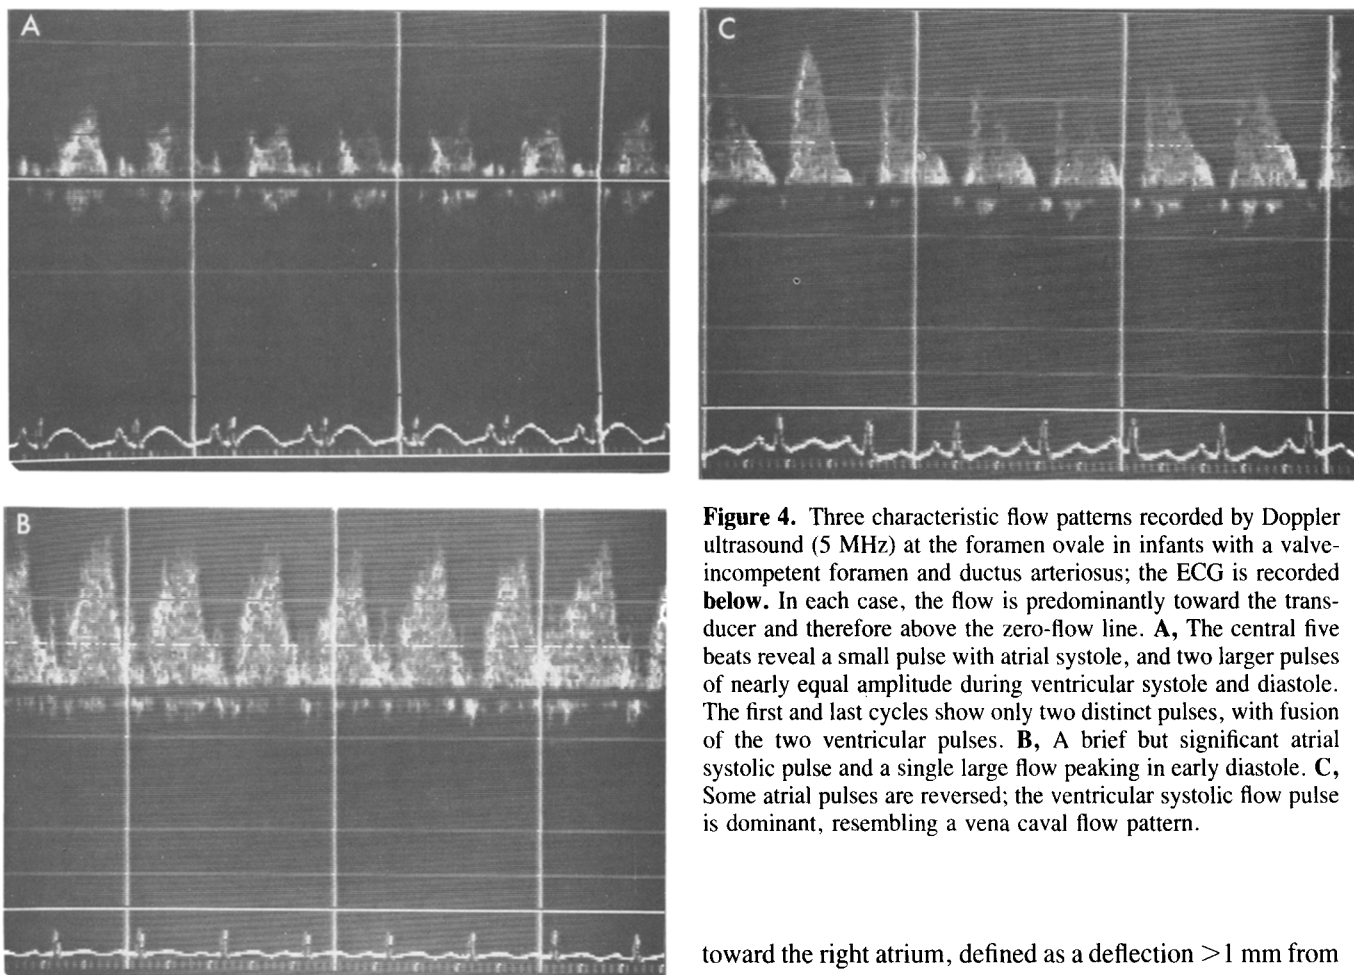 A
C
B
Figure 4. Three characteristic flow patterns recorded by Doppler
ultrasound (5 MHz) at the foramen ovale in infants with a valve-
incompetent foramen and ductus arteriosus; the ECG is recorded
below. In each case, the flow is predominantly toward the trans-
ducer and therefore above the zero-flow line. A, The central five
beats reveal a small pulse with atrial systole, and two larger pulses
of nearly equal amplitude during ventricular systole and diastole.
The first and last cycles show only two distinct pulses, with fusion
of the two ventricular pulses. B, A brief but significant atrial
systolic pulse and a single large flow peaking in early diastole. C,
Some atrial pulses are reversed; the ventricular systolic flow pulse
is dominant, resembling a vena caval flow pattern.
toward the right atrium, defined as a deflection >1 mm from